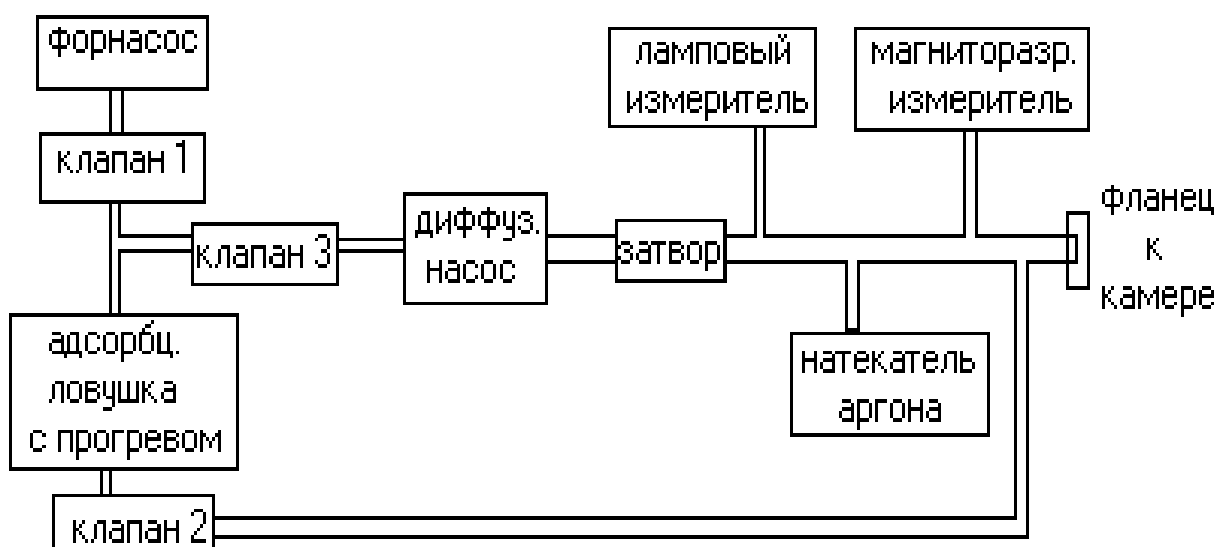 форнасос
ламповый
измеритель
магниторазр.
измеритель
клапан 1
фланец
к
камере
диффуз.
насос
клапан 3
затвор
адсорбц.
ловушка
с прогревом
натекатель
аргона
клапан 2